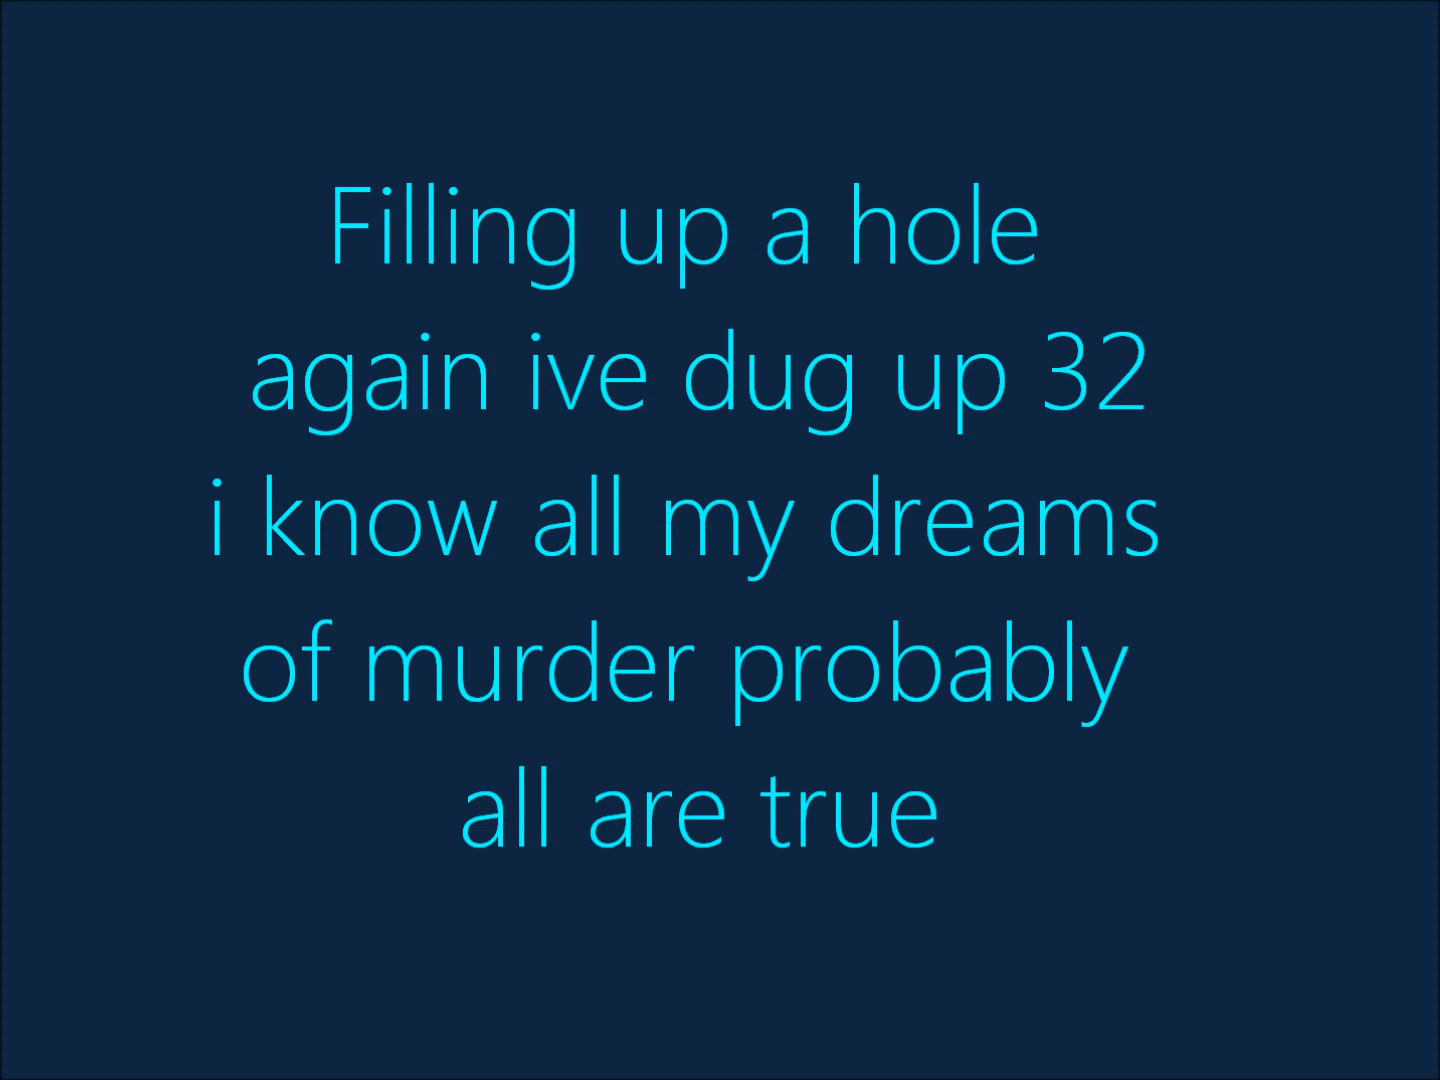 Filling up a hole
again ive dug up 32
i know all my dreams
of murder probably
all are true